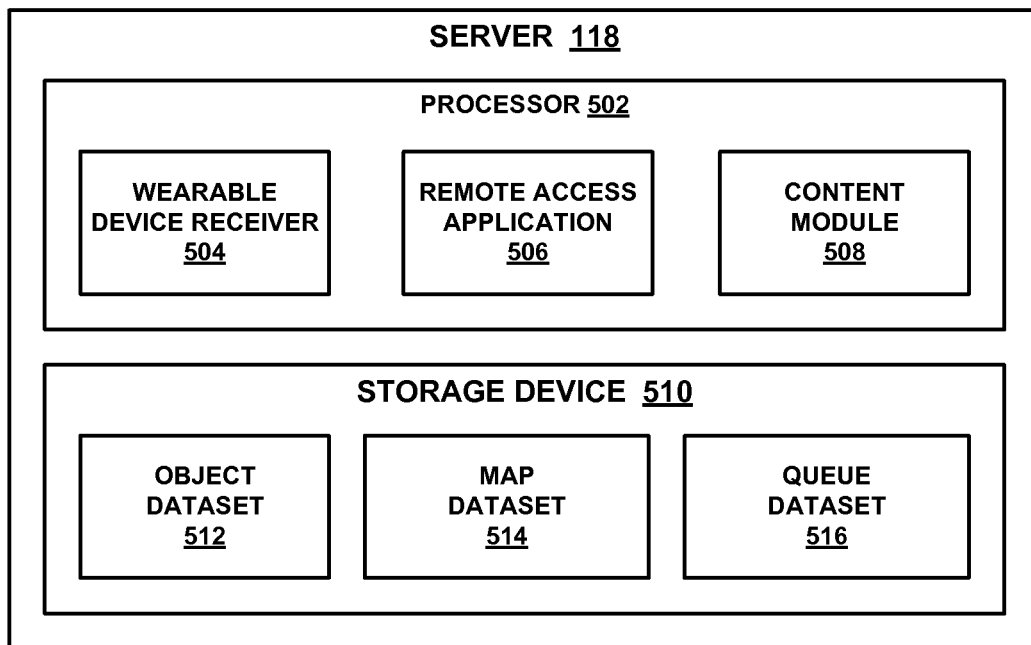 SERVER 118
PROCESSOR 502
WEARABLE
DEVICE RECEIVER
504
REMOTE ACCESS
APPLICATION
506
CONTENT
MODULE
508
STORAGE DEVICE 510
OBJECT
DATASET
512
MAP
DATASET
514
QUEUE
DATASET
516